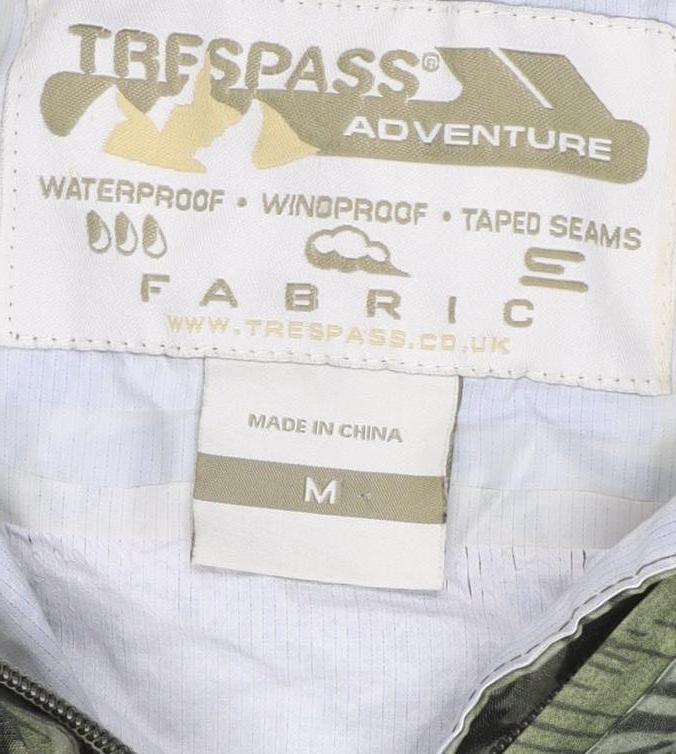 TRESPASS®
ADVENTURE
WATERPROOF • WINDPROOF • TAPED SEAMS
FABRIC
WWW.TRESPASS.CO.UK
MADE IN CHINA
M